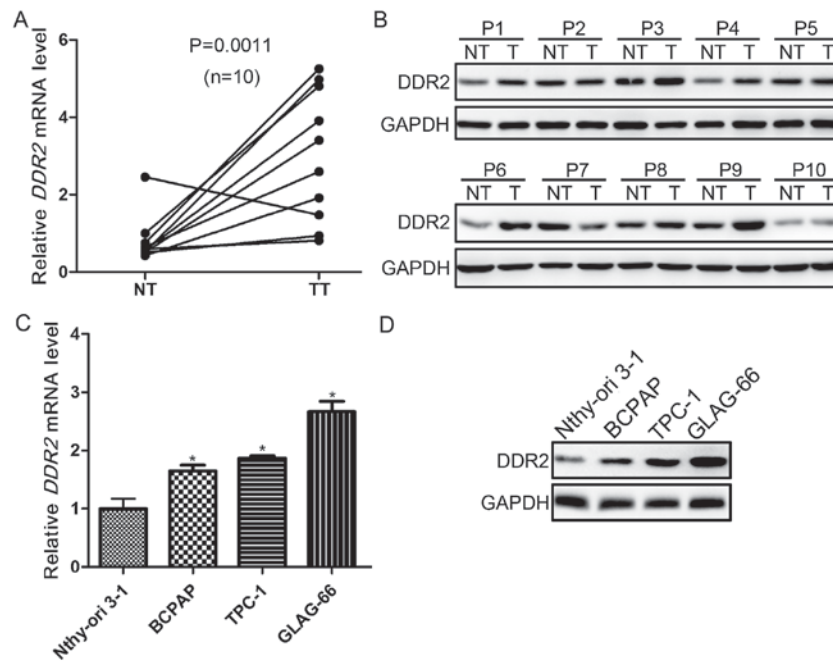 A
Relative DDR2 mRNA level
6
4
2
0
P=0.0011
(n=10)
NT TT
B
P1 P2 P3 P4 P5
NT T NT T NT T NT T NT T
DDR2
GAPDH
P6 P7 P8 P9 P10
NT T NT T NT T NT T NT T
DDR2
GAPDH
C
Relative DDR2 mRNA level
4
3
2
1
0
* * *
Nthy-ori 3-1 BCPAP TPC-1 GLAG-66
D
Nthy-ori 3-1 BCPAP TPC-1 GLAG-66
DDR2
GAPDH